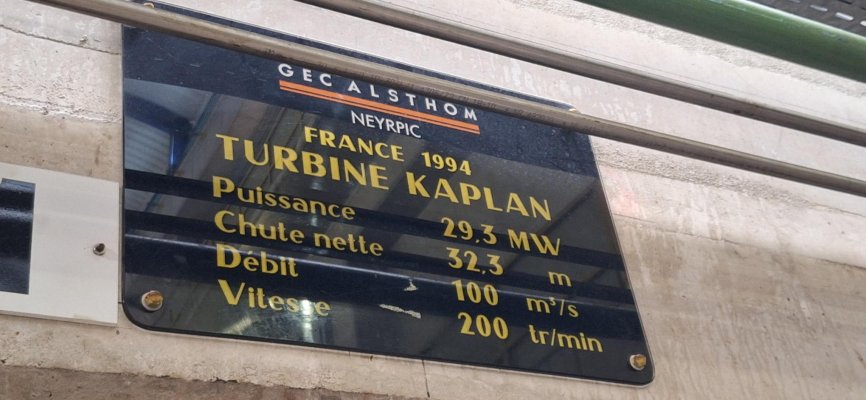 GEC ALSTHOM
NEYRPIC
FRANCE 1994
TURBINE KAPLAN
Puissance 29.3 MW
Chute nette 32.3 m
Débit 100 m³/s
Vitesse 200 tr/min